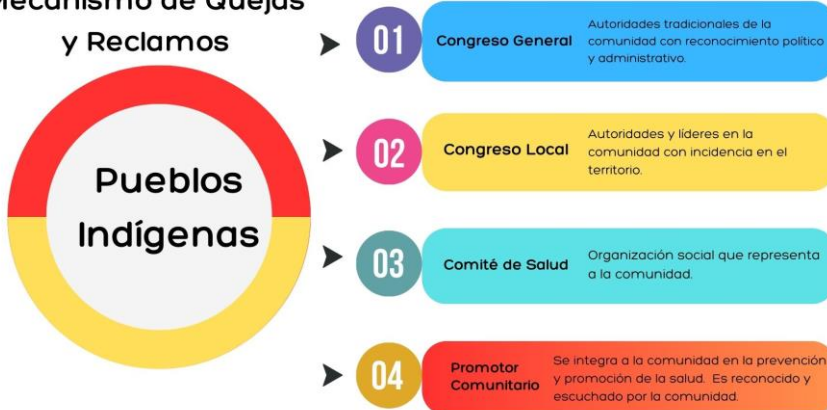 Mecanismo de Quejas
y Reclamos
Pueblos
Indígenas
01
Congreso General
Autoridades tradicionales de la
comunidad con reconocimiento político
y administrativo.
02
Congreso Local
Autoridades y líderes en la
comunidad con incidencia en el
territorio.
03
Comité de Salud
Organización social que representa
a la comunidad.
04
Promotor
Comunitario
Se integra a la comunidad en la prevención
y promoción de la salud. Es reconocido y
escuchado por la comunidad.